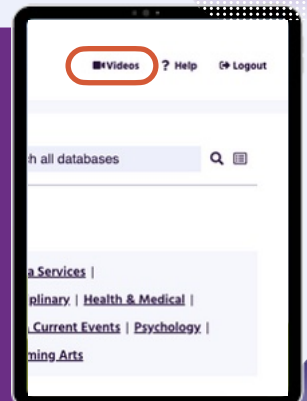 Videos ? Help Logout
h all databases
a Services |
plinary | Health & Medical |
Current Events | Psychology |
ming Arts